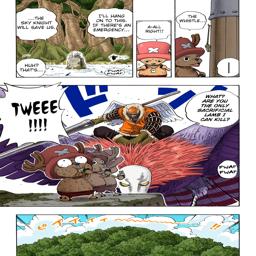 ...THE
SKY KNIGHT
WILL SAVE US.
HUH?
THAT'S...
I'LL HANG
ON TO THIS.
IF THERE'S AN
EMERGENCY...
A-ALL
RIGHT!!
THE
WHISTLE...
!
TWEEE
!!!!
WHAT?
ARE YOU
THE ONLY
SACRIFICIAL
LAMB I
CAN KILL?
FWAP
FWAP